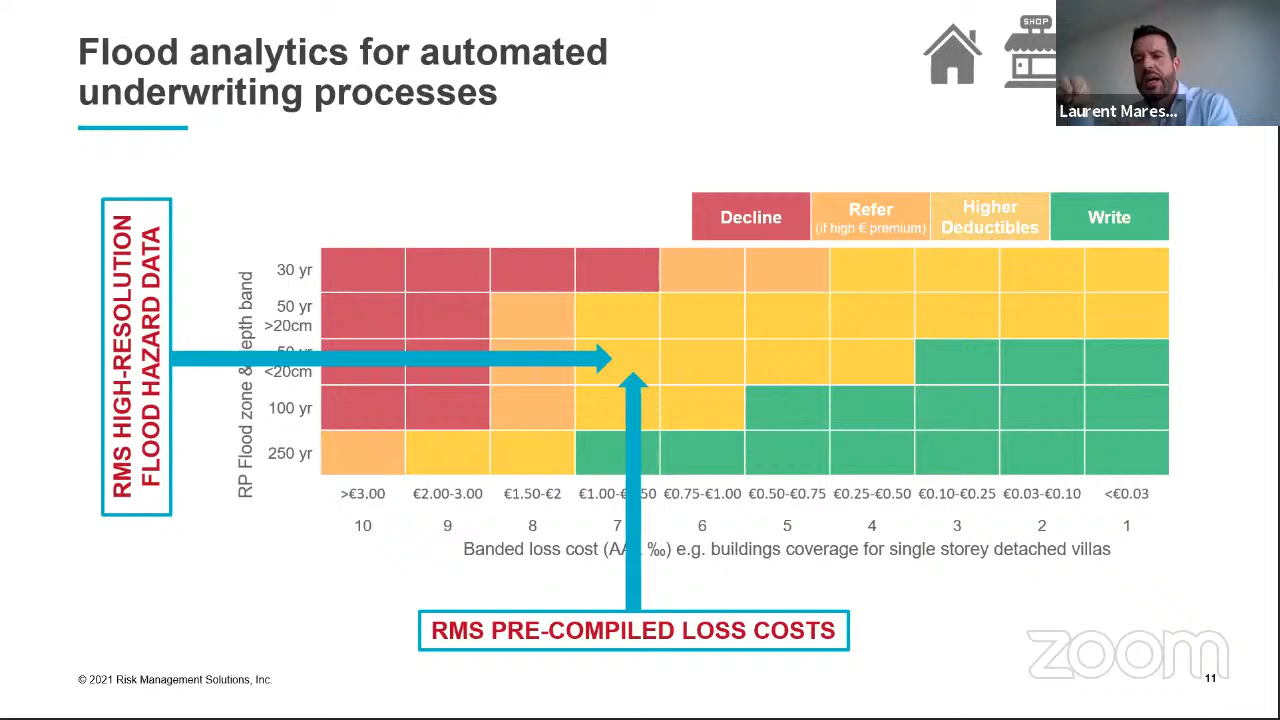 Flood analytics for automated
underwriting processes
SHOP
Laurent Mares...
RMS HIGH-RESOLUTION
FLOOD HAZARD DATA
Decline
Refer
(if high € premium)
Higher
Deductibles
Write
RP Flood zone &
band
30 yr
50 yr
>20cm
50 yr
<20cm
100 yr
250 yr
>€3.00 €2.00-3.00 €1.50-€2 €0.75-€1.00 €0.50-€0.75 €0.25-€0.50 €0.10-€0.25 €0.03-€0.10 <€0.03
10 9 8 7 6 5 4 3 2 1
Banded loss cost ‰) e.g. buildings coverage for single storey detached villas
RMS PRE-COMPILED LOSS COSTS
zoom
© 2021 Risk Management Solutions, Inc.
11